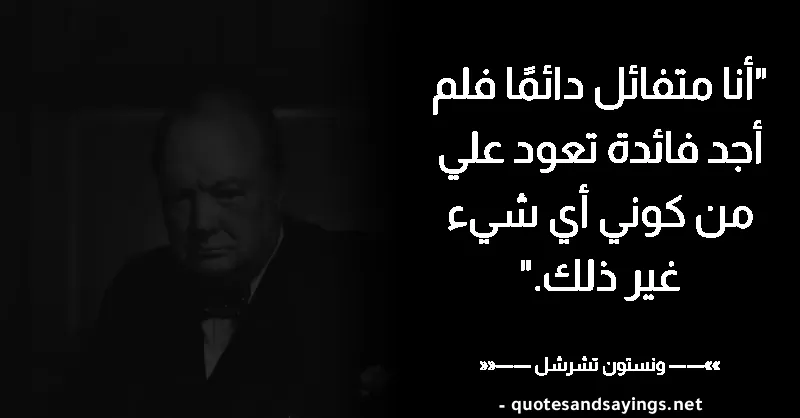 "أنا متفائل دائمًا فلم
أجد فائدة تعود علي
من كوني أي شيء
غير ذلك."
»»—— ونستون تشرشل ——««
- quotesandsayings.net